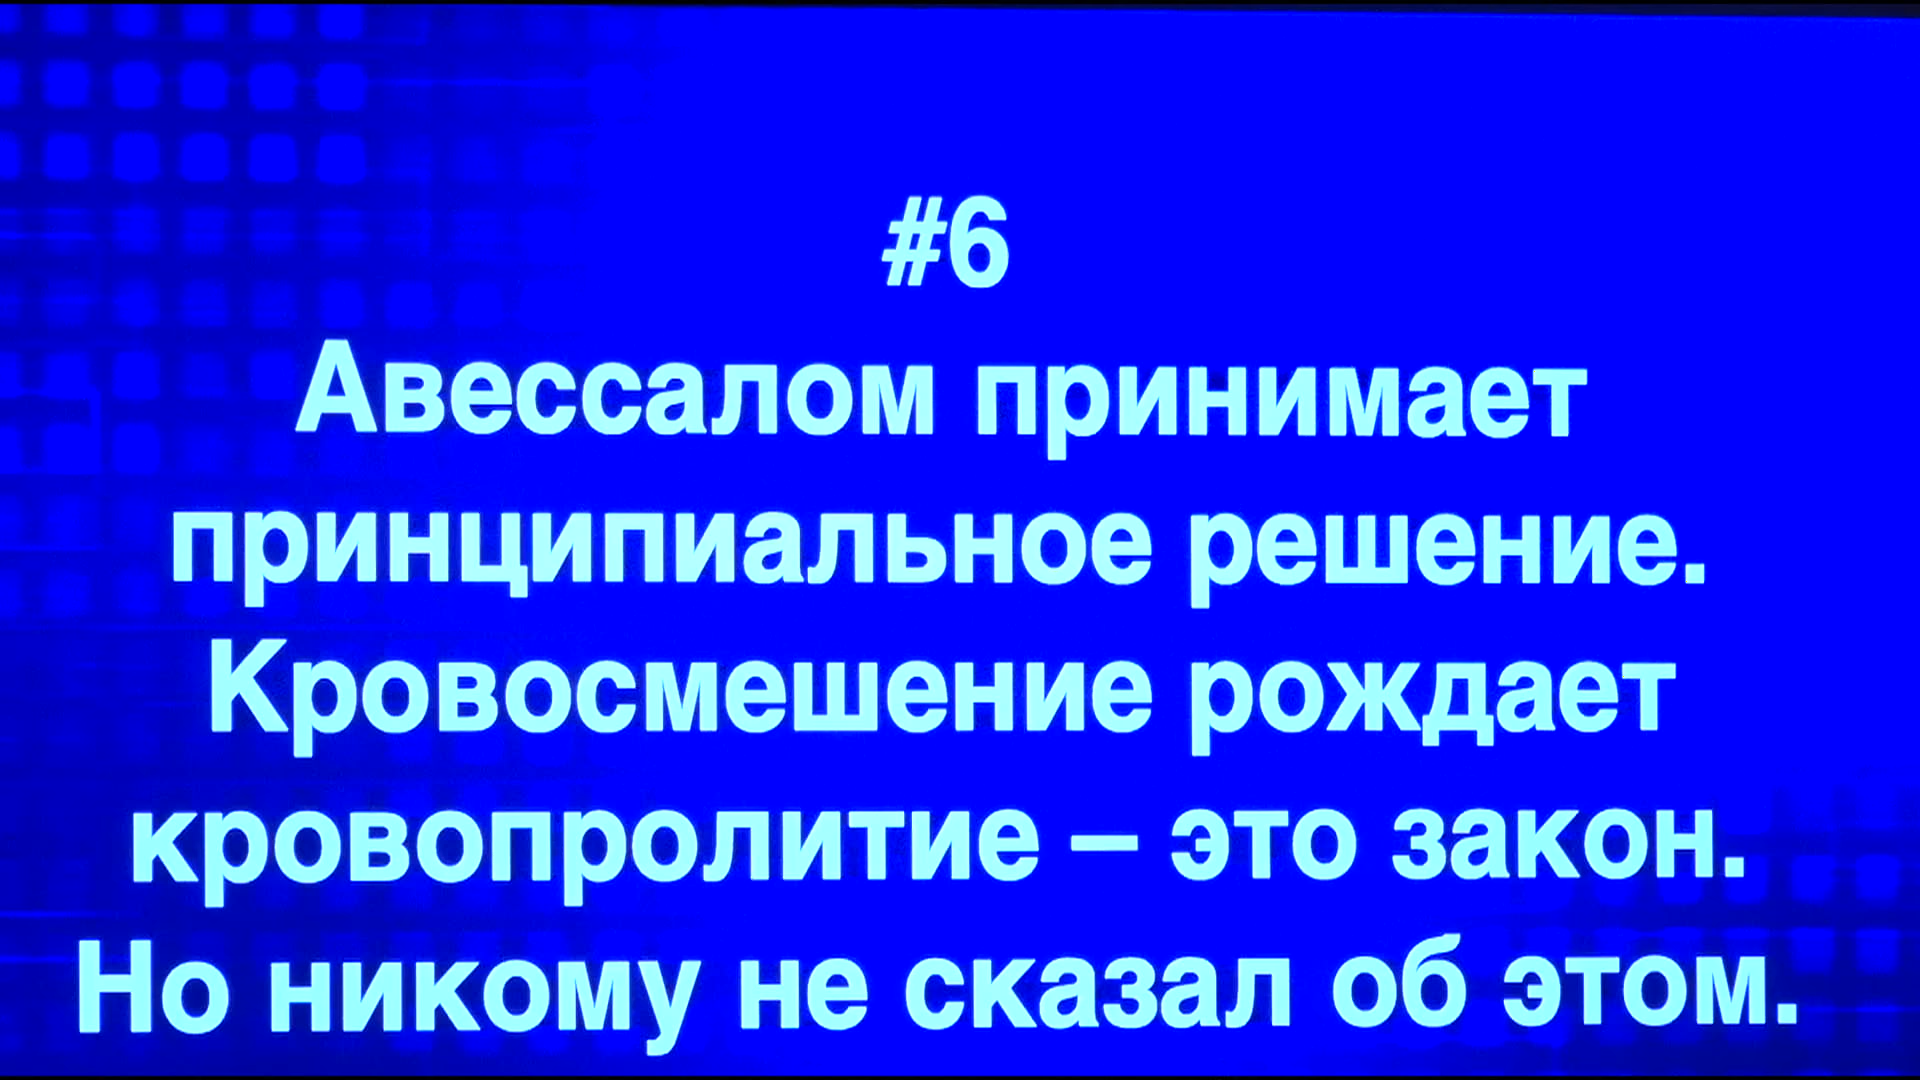 #6
Авессалом принимает
принципиальное решение.
Кровосмешение рождает
кровопролитие – это закон.
Но никому не сказал об этом.